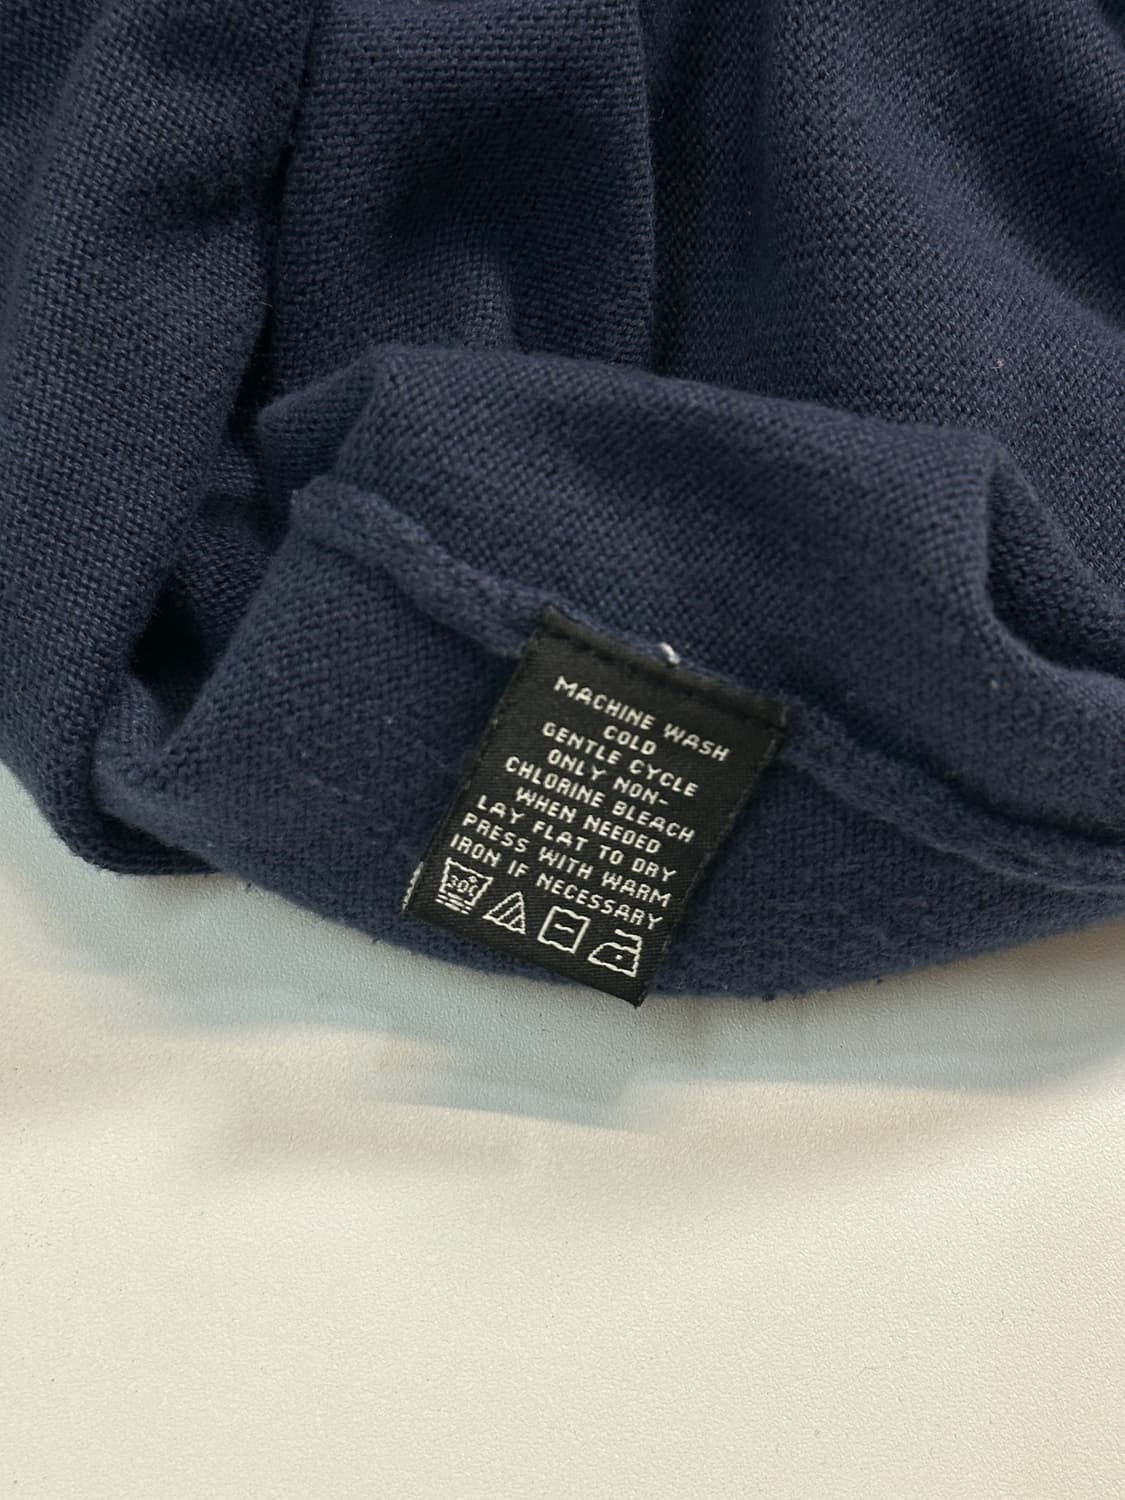 MACHINE WASH
COLD
GENTLE CYCLE
ONLY NON-
CHLORINE BLEACH
WHEN NEEDED
LAY FLAT TO DRY
PRESS WITH WARM
IRON IF NECESSARY
30°C